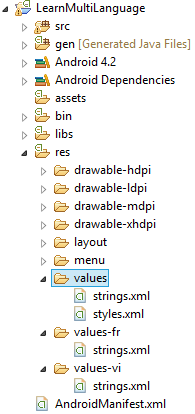 LearnMultiLanguage
src
gen [Generated Java Files]
Android 4.2
Android Dependencies
assets
bin
libs
res
drawable-hdpi
drawable-ldpi
drawable-mdpi
drawable-xhdpi
layout
menu
values
strings.xml
styles.xml
values-fr
strings.xml
values-vi
strings.xml
AndroidManifest.xml